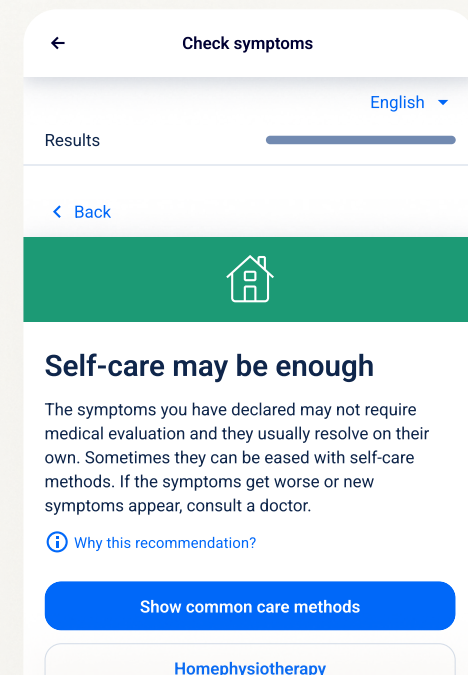 Check symptoms
English
Results
Back
Self-care may be enough
The symptoms you have declared may not require
medical evaluation and they usually resolve on their
own. Sometimes they can be eased with self-care
methods. If the symptoms get worse or new
symptoms appear, consult a doctor.
Why this recommendation?
Show common care methods
Homephysiotherapy